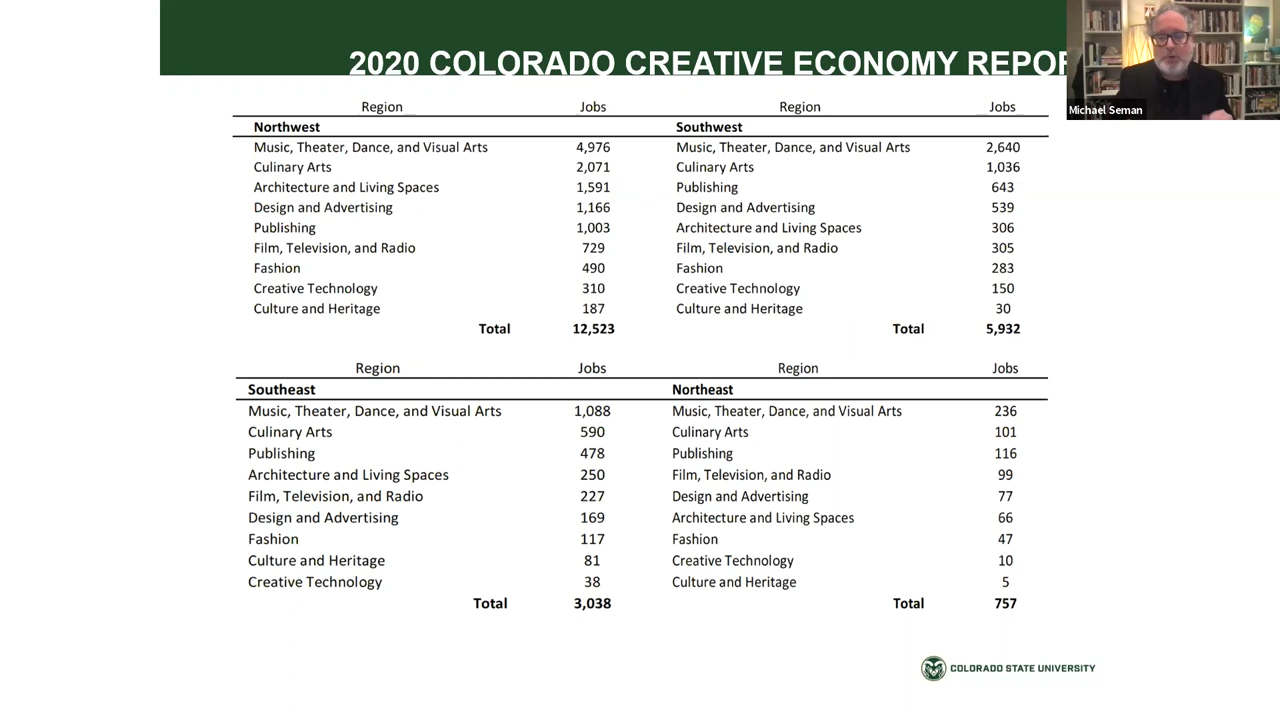 2020 COLORADO CREATIVE ECONOMY REPOR
Michael Seman
Region Jobs
Northwest
Music, Theater, Dance, and Visual Arts 4,976
Culinary Arts 2,071
Architecture and Living Spaces 1,591
Design and Advertising 1,166
Publishing 1,003
Film, Television, and Radio 729
Fashion 490
Creative Technology 310
Culture and Heritage 187
Total 12,523
Region Jobs
Southwest
Music, Theater, Dance, and Visual Arts 2,640
Culinary Arts 1,036
Publishing 643
Design and Advertising 539
Architecture and Living Spaces 306
Film, Television, and Radio 305
Fashion 283
Creative Technology 150
Culture and Heritage 30
Total 5,932
Region Jobs
Southeast
Music, Theater, Dance, and Visual Arts 1,088
Culinary Arts 590
Publishing 478
Architecture and Living Spaces 250
Film, Television, and Radio 227
Design and Advertising 169
Fashion 117
Culture and Heritage 81
Creative Technology 38
Total 3,038
Region Jobs
Northeast
Music, Theater, Dance, and Visual Arts 236
Culinary Arts 101
Publishing 116
Film, Television, and Radio 99
Design and Advertising 77
Architecture and Living Spaces 66
Fashion 47
Creative Technology 10
Culture and Heritage 5
Total 757
COLORADO STATE UNIVERSITY